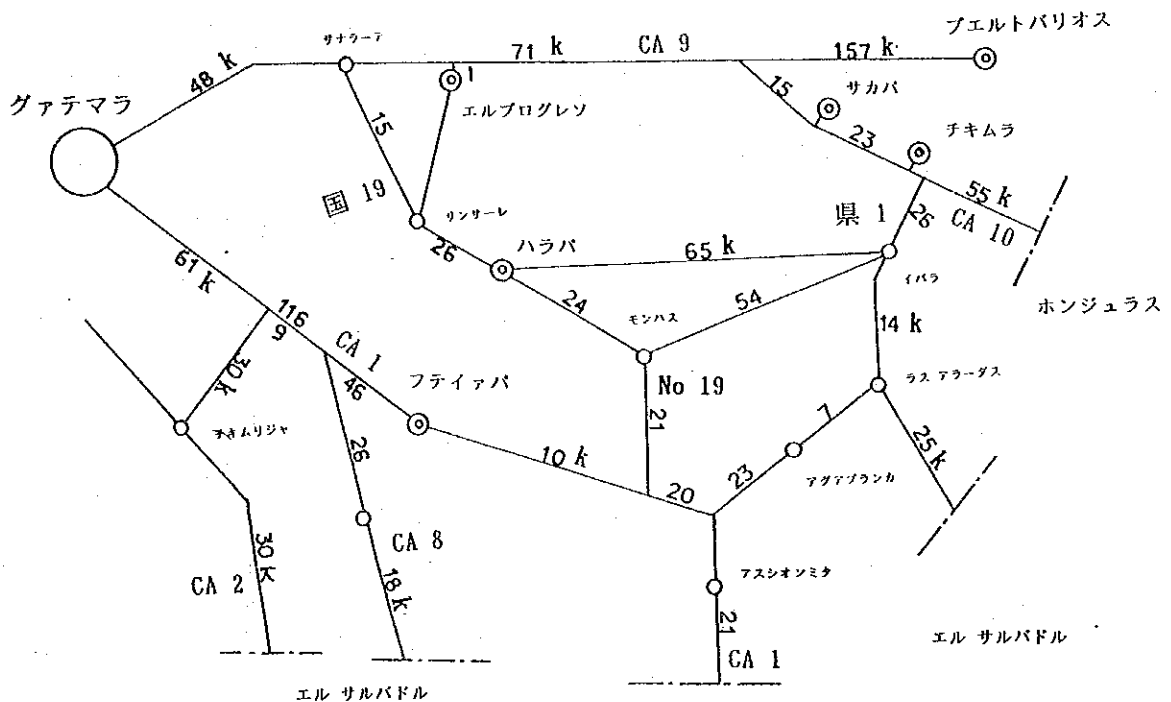 プエルトバリオス
サナラーテ
71 k
CA 9
157 k
48 k
1
エルプログレソ
15
サカパ
グァテマラ
チキムラ
23
15
55 k
国 19
リンサーレ
県 1
26
CA 10
26
ハラパ
65 k
イパラ
61 k
24
54
ホンジュラス
モンハス
14 k
116
9
CA 1
30 k
46
フティアパ
No 19
ラス アラーダス
7
チキムリジャ
21
26
10 k
25 k
23
アグアブランカ
20
CA 8
30 k
アスシオンミタ
CA 2
18 k
21
エル サルバドル
CA 1
エル サルバドル